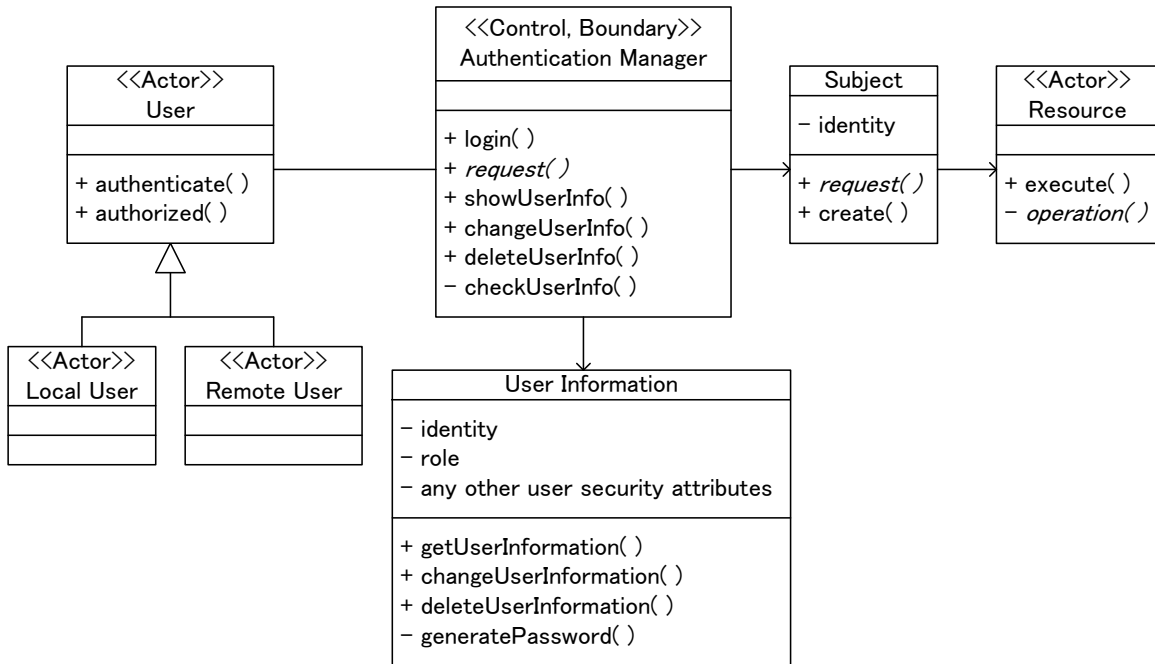 <<Control, Boundary>>
Authentication Manager
+ login( )
+ request( )
+ showUserInfo( )
+ changeUserInfo( )
+ deleteUserInfo( )
- checkUserInfo( )
<<Actor>>
User
+ authenticate( )
+ authorized( )
Subject
- identity
+ request( )
+ create( )
<<Actor>>
Resource
+ execute( )
- operation( )
<<Actor>>
Local User
<<Actor>>
Remote User
User Information
- identity
- role
- any other user security attributes
+ getUserInformation( )
+ changeUserInformation( )
+ deleteUserInformation( )
- generatePassword( )